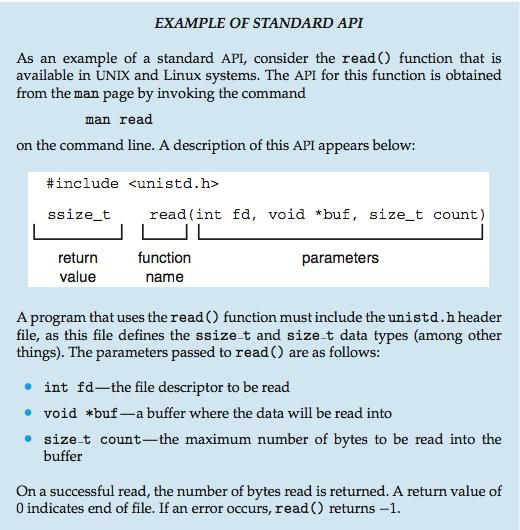 EXAMPLE OF STANDARD API
As an example of a standard API, consider the read() function that is
available in UNIX and Linux systems. The API for this function is obtained
from the man page by invoking the command
man read
on the command line. A description of this API appears below:
#include <unistd.h>
ssize_t read(int fd, void *buf, size_t count)
return function parameters
value name
A program that uses the read() function must include the unistd.h header
file, as this file defines the ssize_t and size_t data types (among other
things). The parameters passed to read() are as follows:
• int fd—the file descriptor to be read
• void *buf—a buffer where the data will be read into
• size_t count—the maximum number of bytes to be read into the
buffer
On a successful read, the number of bytes read is returned. A return value of
0 indicates end of file. If an error occurs, read() returns −1.